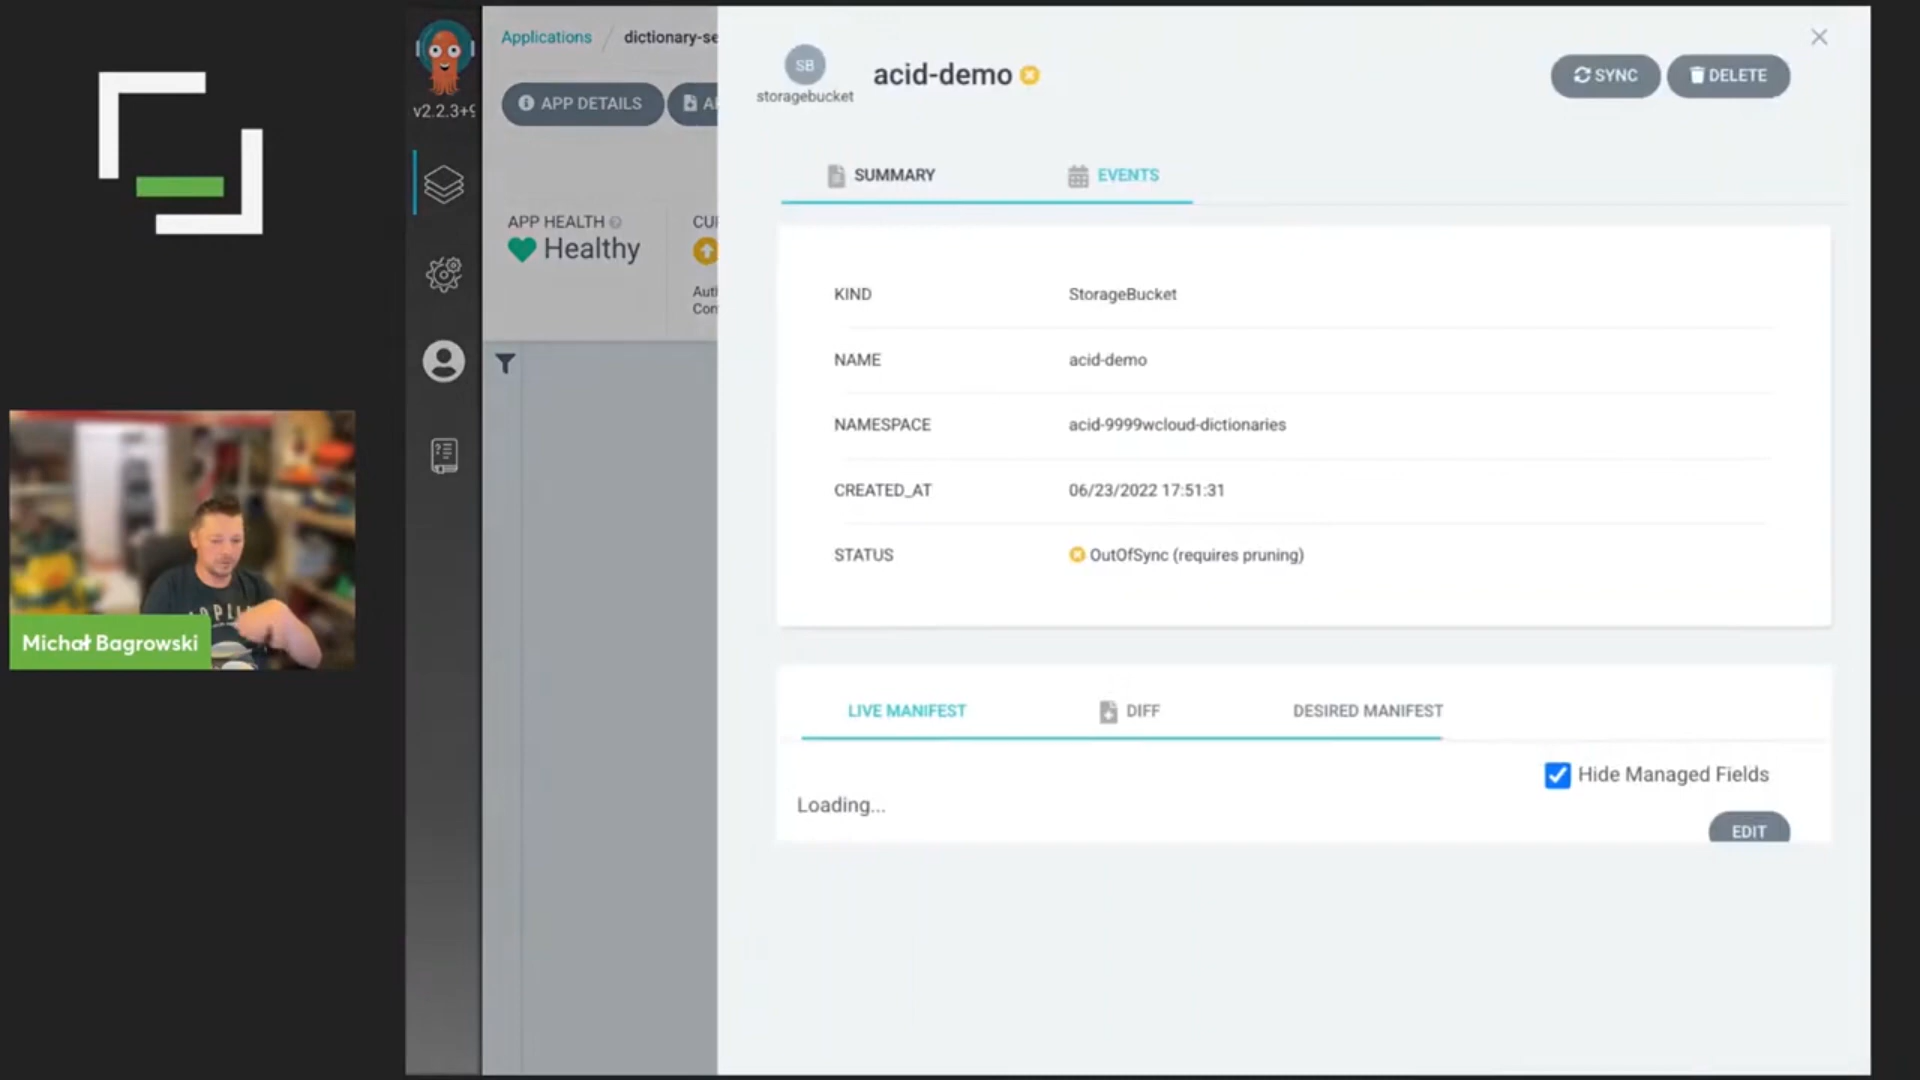 Applications / dictionary-se
v2.2.3+9
APP DETAILS
APP HEALTH
Healthy
SB
storagebucket
acid-demo
SYNC
DELETE
SUMMARY
EVENTS
KIND
StorageBucket
NAME
acid-demo
NAMESPACE
acid-9999wcloud-dictionaries
CREATED_AT
06/23/2022 17:51:31
STATUS
OutOfSync (requires pruning)
LIVE MANIFEST
DIFF
DESIRED MANIFEST
Hide Managed Fields
Loading...
EDIT
Michał Bagrowski